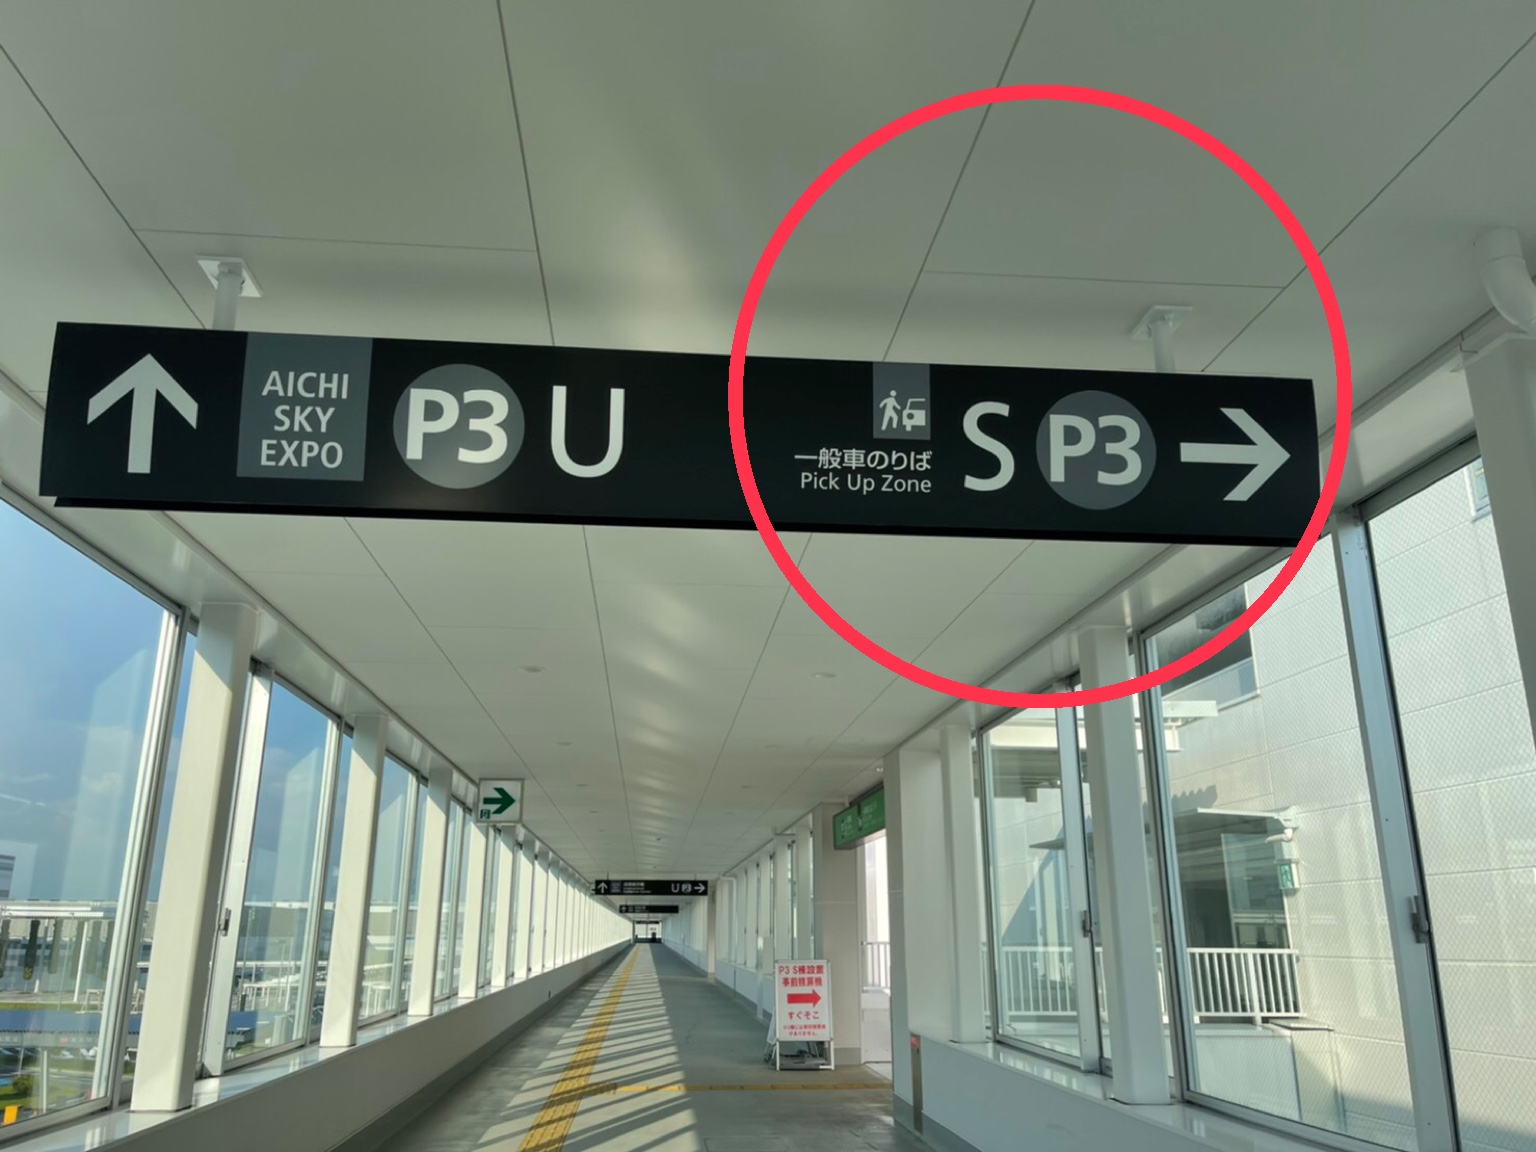 AICHI
SKY
EXPO
P3 U
一般車のりば
Pick Up Zone
S P3
U P3
P3 S棟設置
事前精算機
すぐそこ